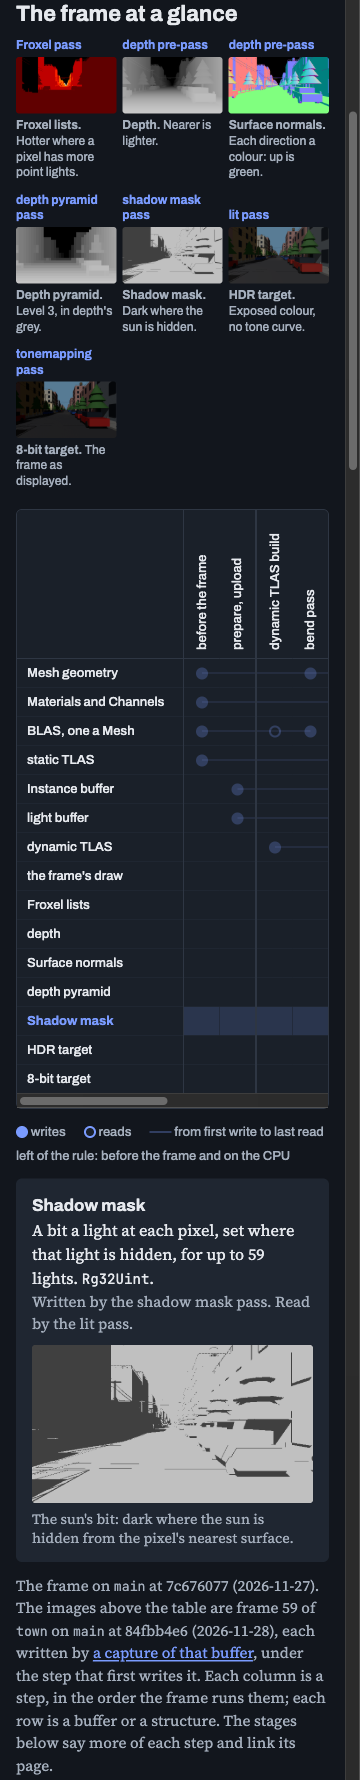 The frame at a glance
Froxel pass
Froxel lists.
Hotter where a
pixel has more
point lights.
depth pre-pass
Depth. Nearer is
lighter.
depth pre-pass
Surface normals.
Each direction a
colour: up is
green.
depth pyramid
pass
Depth pyramid.
Level 3, in depth's
grey.
shadow mask
pass
Shadow mask.
Dark where the
sun is hidden.
lit pass
HDR target.
Exposed colour,
no tone curve.
tonemapping
pass
8-bit target. The
frame as
displayed.
before the frame
prepare, upload
dynamic TLAS build
bend pass
Mesh geometry
Materials and Channels
BLAS, one a Mesh
static TLAS
Instance buffer
light buffer
dynamic TLAS
the frame's draw
Froxel lists
depth
Surface normals
depth pyramid
Shadow mask
HDR target
8-bit target
writes reads from first write to last read
left of the rule: before the frame and on the CPU
Shadow mask
A bit a light at each pixel, set where
that light is hidden, for up to 59
lights. Rg32Uint.
Written by the shadow mask pass. Read
by the lit pass.
The sun's bit: dark where the sun is
hidden from the pixel's nearest surface.
The frame on main at 7c676077 (2026-11-27).
The images above the table are frame 59 of
town on main at 84fbb4e6 (2026-11-28), each
written by a capture of that buffer, under
the step that first writes it. Each column is a
step, in the order the frame runs them; each
row is a buffer or a structure. The stages
below say more of each step and link its
page.